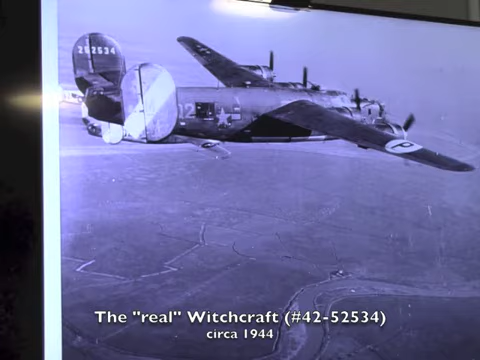 252534
P
The "real" Witchcraft (#42-52534)
circa 1944